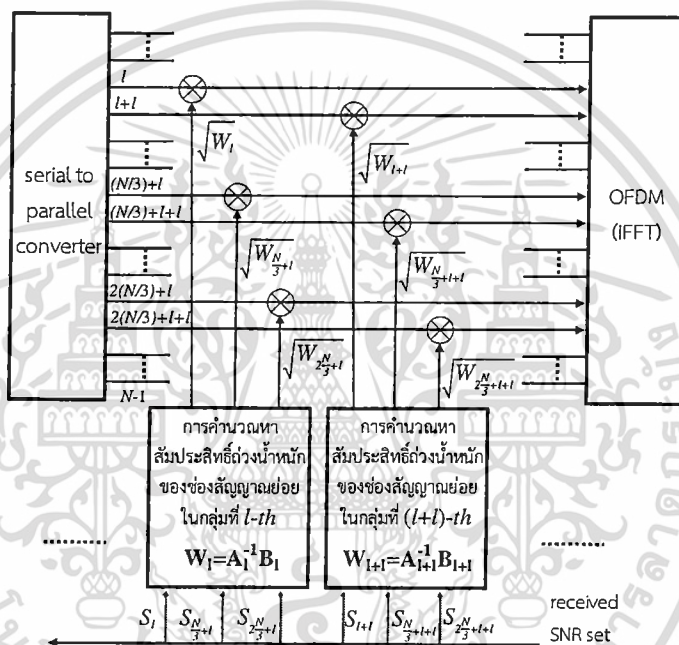 l
l+l
serial to
parallel
converter
(N/3)+l
(N/3)+l+l
2(N/3)+l
2(N/3)+l+l
N-1
√W_l
√W_{l+l}
√W_{N/3+l}
√W_{N/3+l+l}
√W_{2N/3+l}
√W_{2N/3+l+l}
OFDM
(IFFT)
การคำนวณหา
สัมประสิทธิ์ถ่วงน้ำหนัก
ของช่องสัญญาณย่อย
ในกลุ่มที่ l-th
W_l=A_l^{-1}B_l
การคำนวณหา
สัมประสิทธิ์ถ่วงน้ำหนัก
ของช่องสัญญาณย่อย
ในกลุ่มที่ (l+l)-th
W_{l+l}=A_{l+l}^{-1}B_{l+l}
S_l
S_{N/3+l}
S_{2N/3+l}
S_{l+l}
S_{N/3+l+l}
S_{2N/3+l+l}
received
SNR set